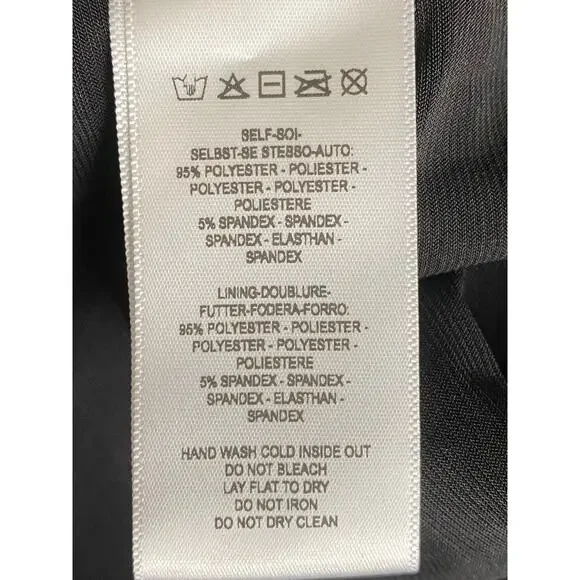 SELF-SOI-
SELBST-SE STESSO-AUTO:
95% POLYESTER - POLIESTER -
POLYESTER - POLYESTER -
POLIESTERE
5% SPANDEX - SPANDEX -
SPANDEX - ELASTHAN -
SPANDEX
LINING-DOUBLURE-
FUTTER-FODERA-FORRO:
95% POLYESTER - POLIESTER -
POLYESTER - POLYESTER -
POLIESTERE
5% SPANDEX - SPANDEX -
SPANDEX - ELASTHAN -
SPANDEX
HAND WASH COLD INSIDE OUT
DO NOT BLEACH
LAY FLAT TO DRY
DO NOT IRON
DO NOT DRY CLEAN